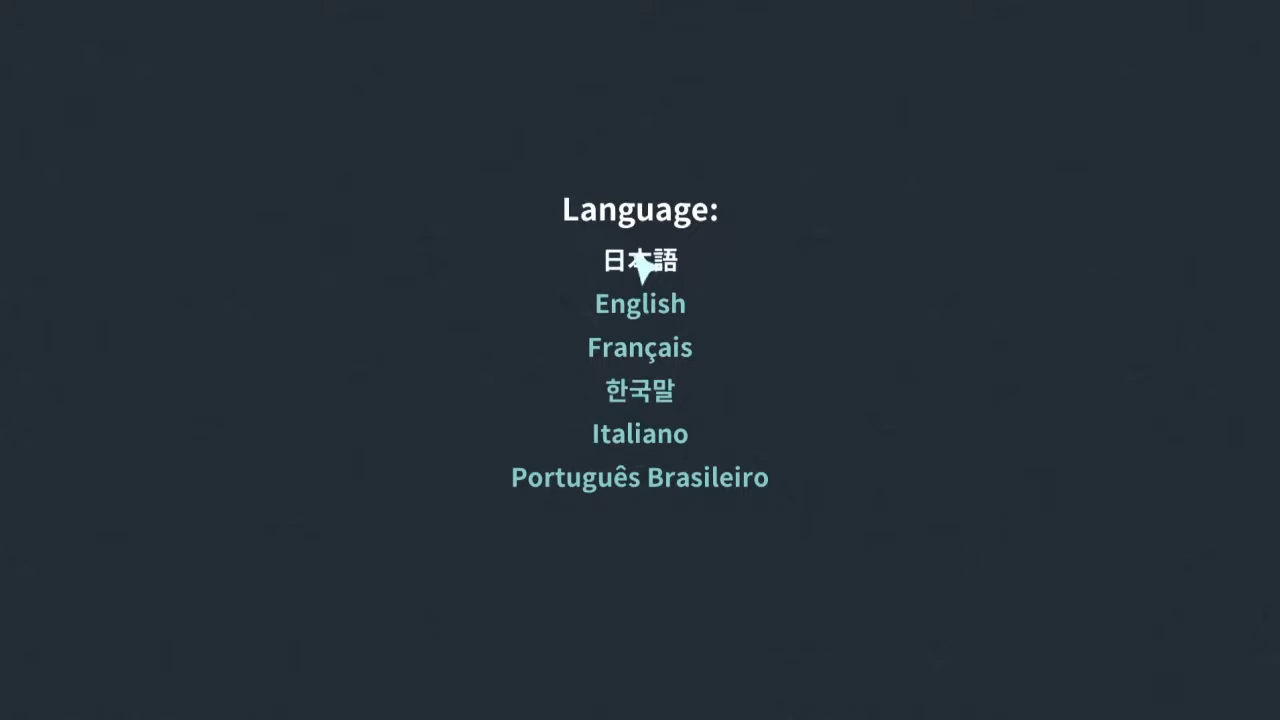 Language:
日本語
English
Français
한국말
Italiano
Português Brasileiro